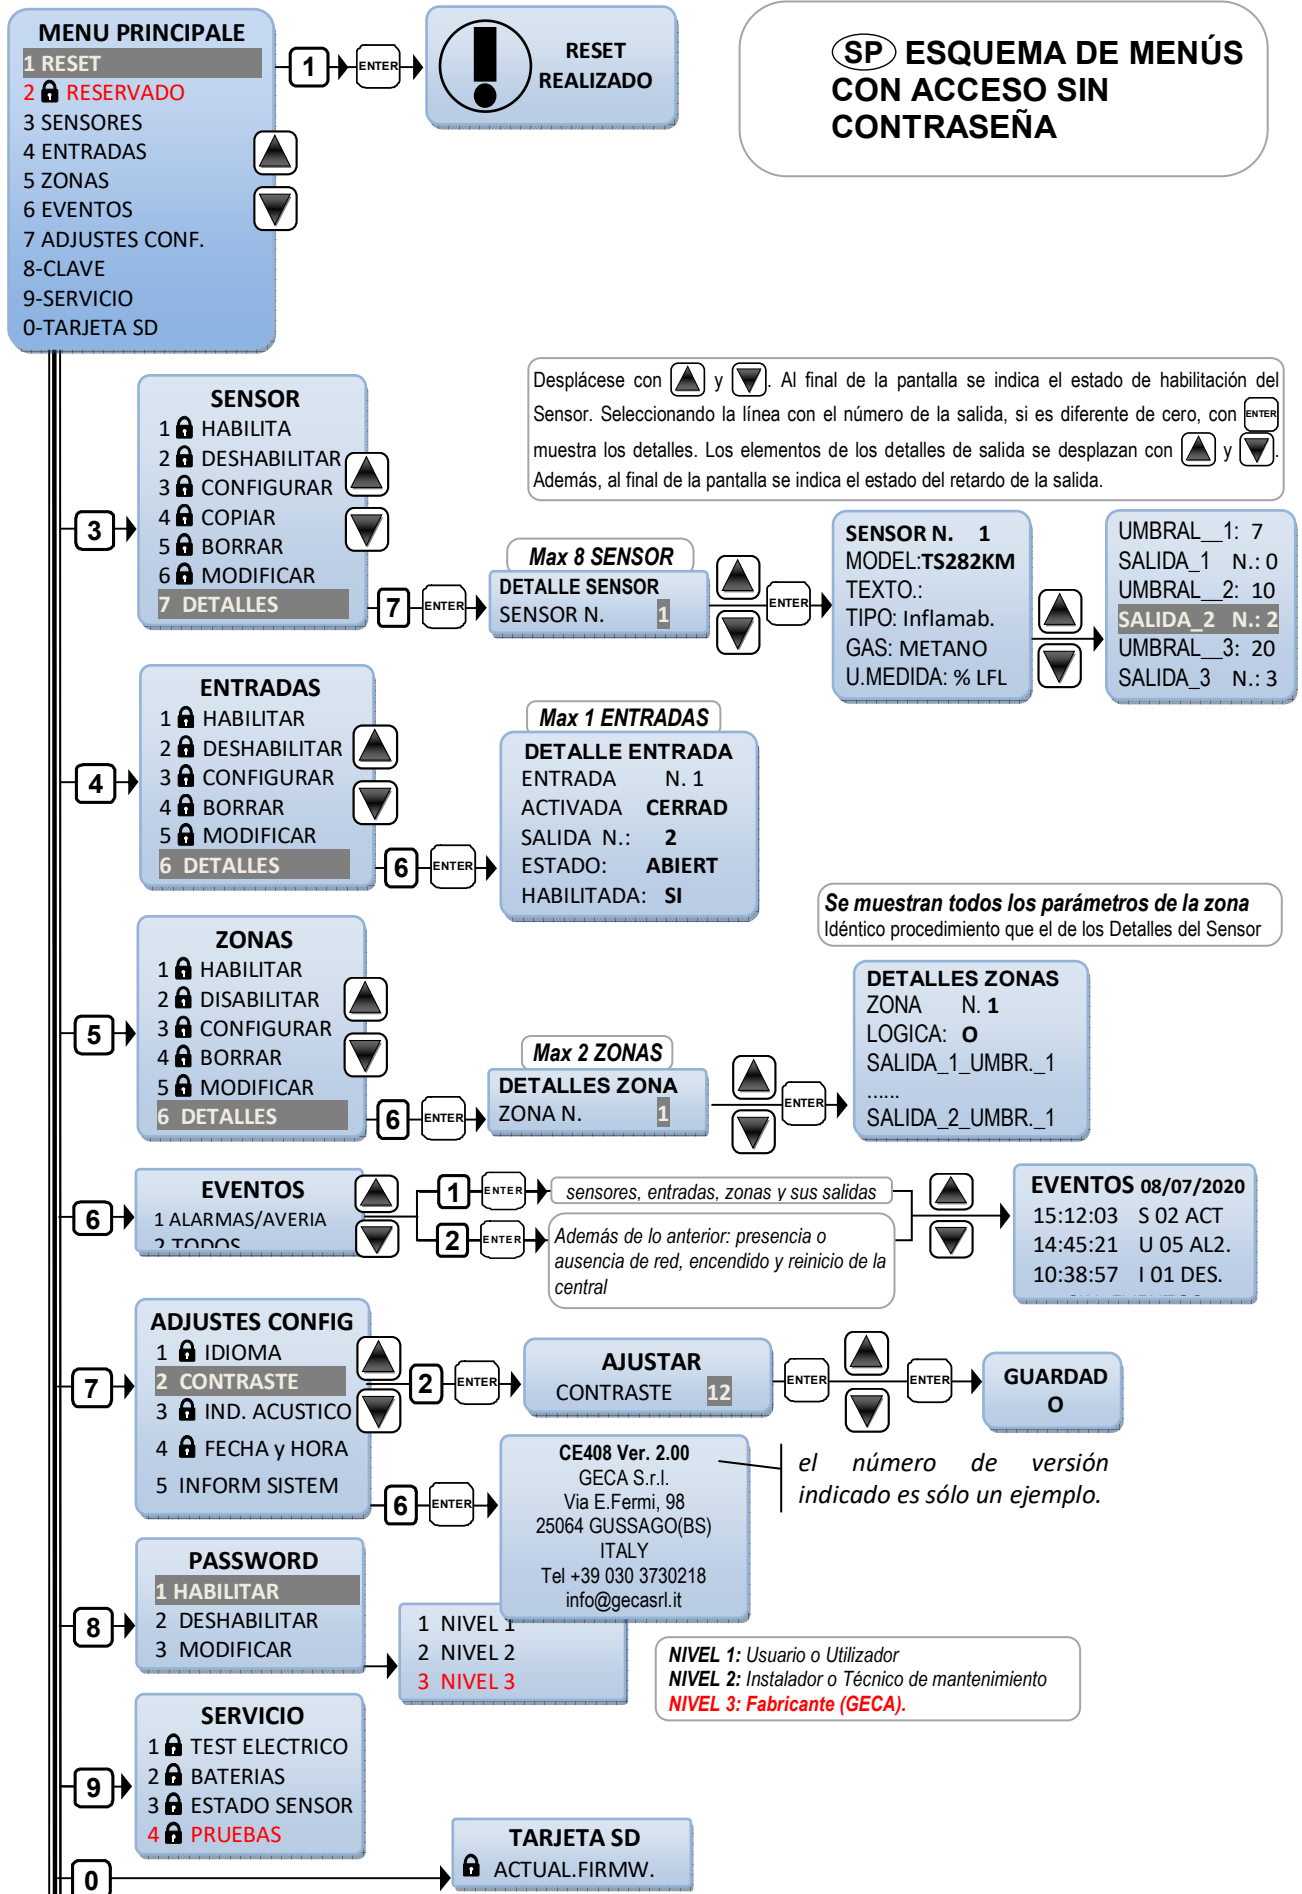 MENU PRINCIPALE
1 RESET
2 RESERVADO
3 SENSORES
4 ENTRADAS
5 ZONAS
6 EVENTOS
7 ADJUSTES CONF.
8-CLAVE
9-SERVICIO
0-TARJETA SD
1
ENTER
RESET
REALIZADO
SP ESQUEMA DE MENÚS
CON ACCESO SIN
CONTRASEÑA
Desplácese con y . Al final de la pantalla se indica el estado de habilitación del
Sensor. Seleccionando la línea con el número de la salida, si es diferente de cero, con ENTER
muestra los detalles. Los elementos de los detalles de salida se desplazan con y .
Además, al final de la pantalla se indica el estado del retardo de la salida.
3
SENSOR
1 HABILITA
2 DESHABILITAR
3 CONFIGURAR
4 COPIAR
5 BORRAR
6 MODIFICAR
7 DETALLES
7
ENTER
Max 8 SENSOR
DETALLE SENSOR
SENSOR N. 1
ENTER
SENSOR N. 1
MODEL:TS282KM
TEXTO.:
TIPO: Inflamab.
GAS: METANO
U.MEDIDA: % LFL
UMBRAL__1: 7
SALIDA_1 N.: 0
UMBRAL__2: 10
SALIDA_2 N.: 2
UMBRAL__3: 20
SALIDA_3 N.: 3
4
ENTRADAS
1 HABILITAR
2 DESHABILITAR
3 CONFIGURAR
4 BORRAR
5 MODIFICAR
6 DETALLES
6
ENTER
Max 1 ENTRADAS
DETALLE ENTRADA
ENTRADA N. 1
ACTIVADA CERRAD
SALIDA N.: 2
ESTADO: ABIERT
HABILITADA: SI
Se muestran todos los parámetros de la zona
Idéntico procedimiento que el de los Detalles del Sensor
5
ZONAS
1 HABILITAR
2 DISABILITAR
3 CONFIGURAR
4 BORRAR
5 MODIFICAR
6 DETALLES
6
ENTER
Max 2 ZONAS
DETALLES ZONA
ZONA N. 1
ENTER
DETALLES ZONAS
ZONA N. 1
LOGICA: O
SALIDA_1_UMBR._1
......
SALIDA_2_UMBR._1
6
EVENTOS
1 ALARMAS/AVERIA
2 TODOS
1
ENTER
sensores, entradas, zonas y sus salidas
2
ENTER
Además de lo anterior: presencia o
ausencia de red, encendido y reinicio de la
central
EVENTOS 08/07/2020
15:12:03 S 02 ACT
14:45:21 U 05 AL2.
10:38:57 I 01 DES.
7
ADJUSTES CONFIG
1 IDIOMA
2 CONTRASTE
3 IND. ACUSTICO
4 FECHA y HORA
5 INFORM SISTEM
2
ENTER
AJUSTAR
CONTRASTE 12
ENTER
ENTER
GUARDAD
O
6
ENTER
CE408 Ver. 2.00
GECA S.r.l.
Via E.Fermi, 98
25064 GUSSAGO(BS)
ITALY
Tel +39 030 3730218
info@gecasrl.it
el número de versión
indicado es sólo un ejemplo.
8
PASSWORD
1 HABILITAR
2 DESHABILITAR
3 MODIFICAR
1 NIVEL 1
2 NIVEL 2
3 NIVEL 3
NIVEL 1: Usuario o Utilizador
NIVEL 2: Instalador o Técnico de mantenimiento
NIVEL 3: Fabricante (GECA).
9
SERVICIO
1 TEST ELECTRICO
2 BATERIAS
3 ESTADO SENSOR
4 PRUEBAS
0
TARJETA SD
ACTUAL.FIRMW.